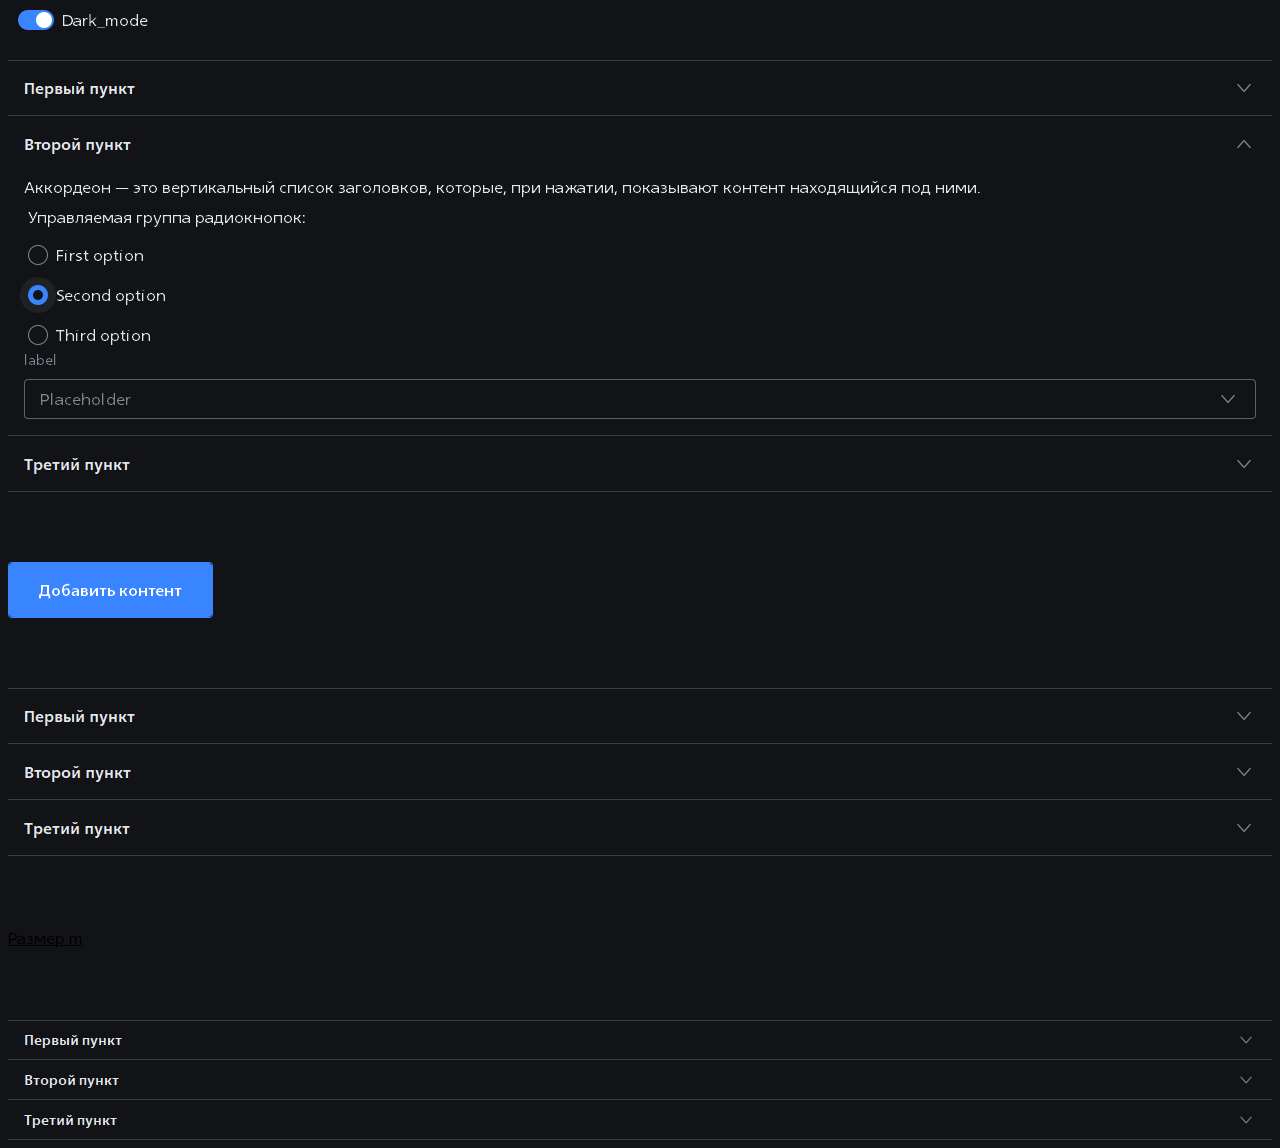 Dark_mode
Первый пункт
Второй пункт
Аккордеон — это вертикальный список заголовков, которые, при нажатии, показывают контент находящийся под ними.
Управляемая группа радиокнопок:
First option
Second option
Third option
label
Placeholder
Третий пункт
Добавить контент
Первый пункт
Второй пункт
Третий пункт
Размер m
Первый пункт
Второй пункт
Третий пункт